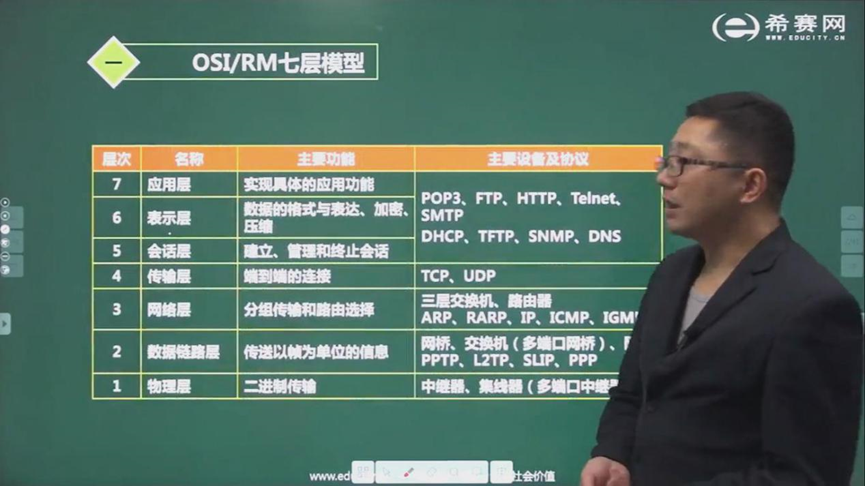 希赛网
WWW.EDUCITY.CN
一
OSI/RM七层模型
层次 名称 主要功能 主要设备及协议
7 应用层 实现具体的应用功能
POP3、FTP、HTTP、Telnet、
SMTP
DHCP、TFTP、SNMP、DNS
6 表示层 数据的格式与表达、加密、
压缩
5 会话层 建立、管理和终止会话
4 传输层 端到端的连接 TCP、UDP
3 网络层 分组传输和路由选择 三层交换机、路由器
ARP、RARP、IP、ICMP、IGM
2 数据链路层 传送以帧为单位的信息 网桥、交换机（多端口网桥）、
PPTP、L2TP、SLIP、PPP
1 物理层 二进制传输 中继器、集线器（多端口中继
www.edu
社会价值